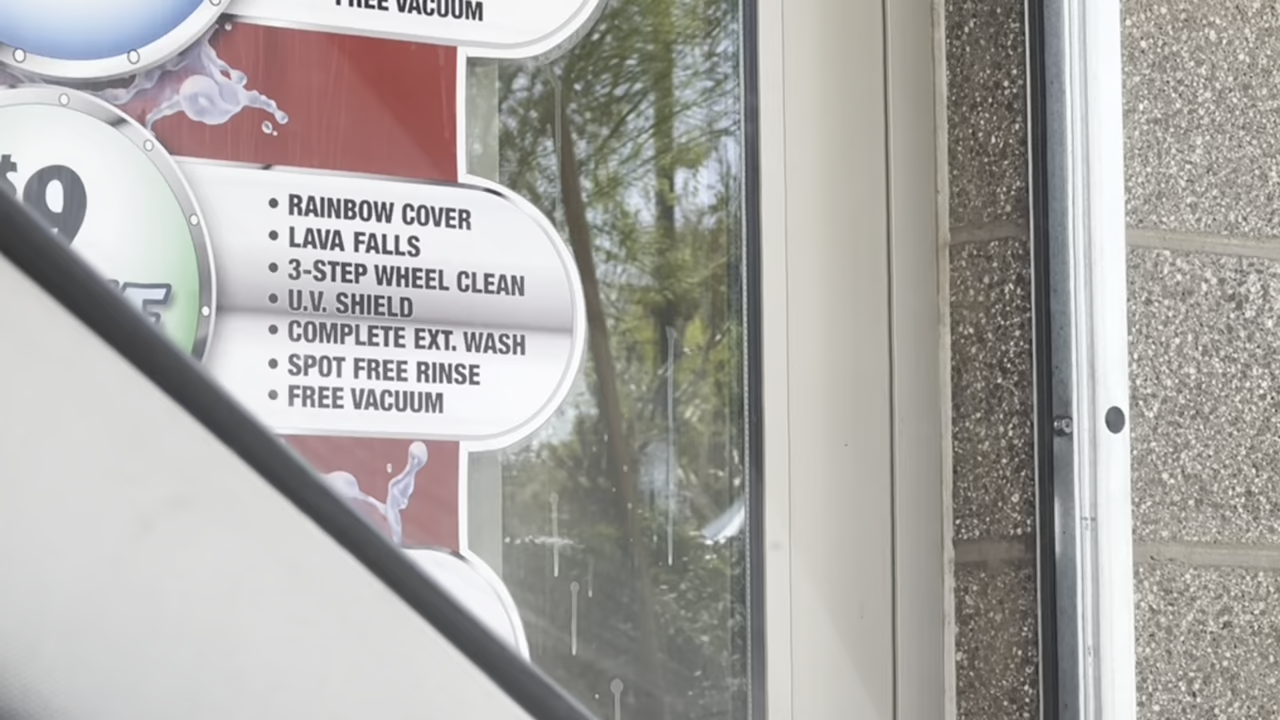 FREE VACUUM
$9
• RAINBOW COVER
• LAVA FALLS
• 3-STEP WHEEL CLEAN
• U.V. SHIELD
• COMPLETE EXT. WASH
• SPOT FREE RINSE
• FREE VACUUM